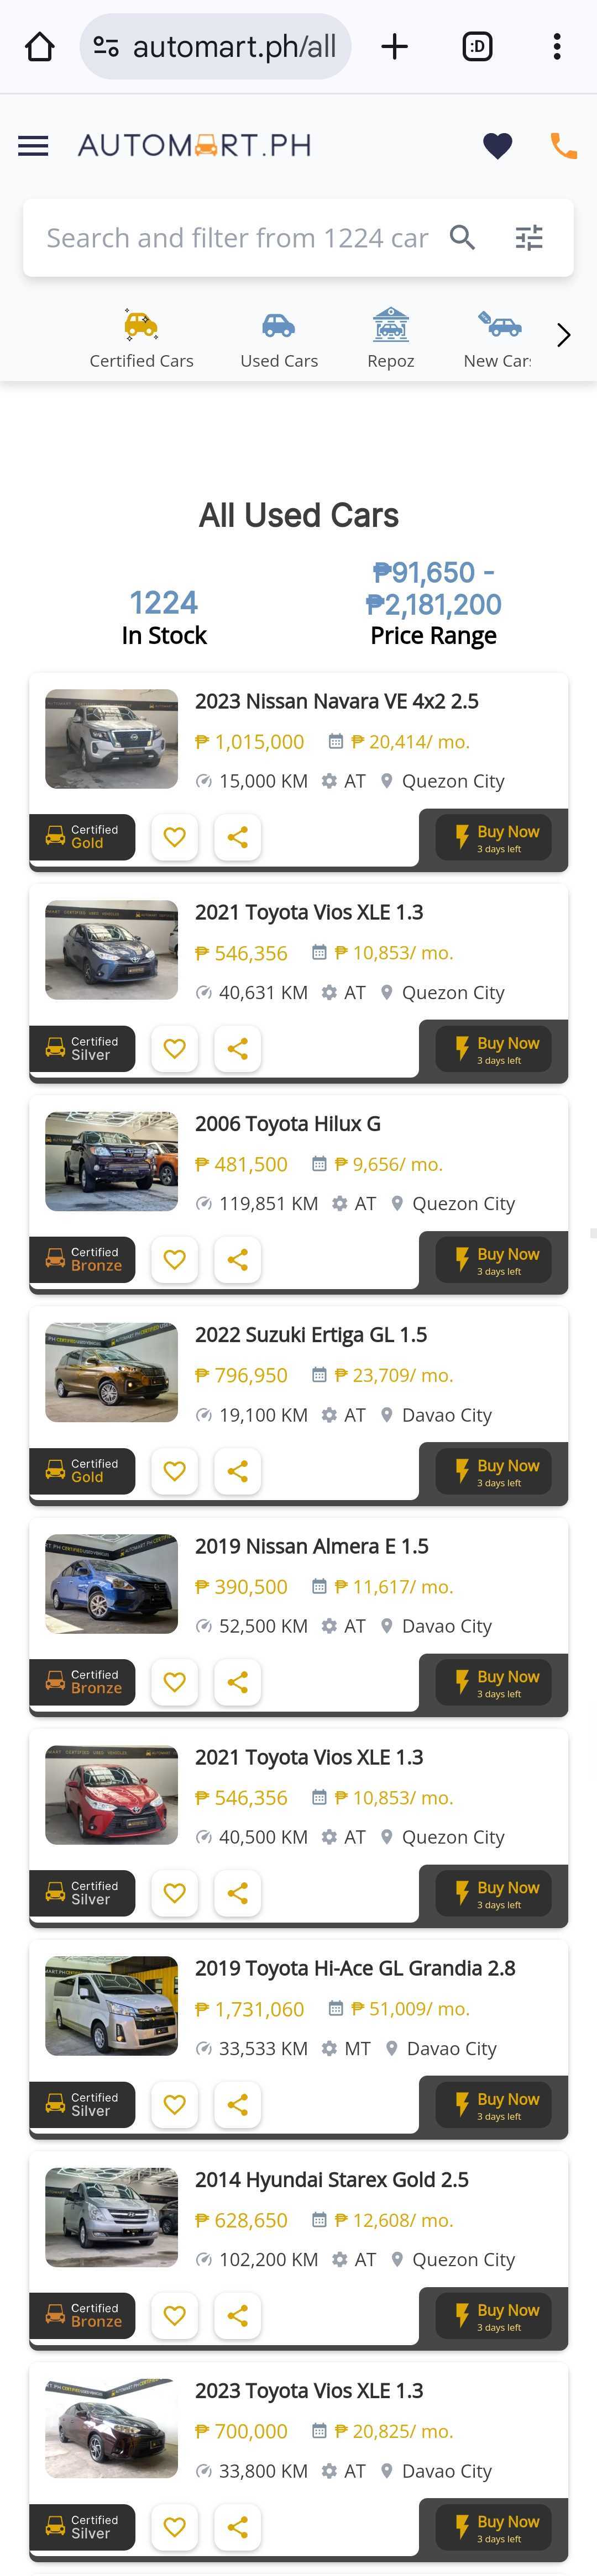 automart.ph/all
:D
AUTOMART.PH
Search and filter from 1224 car
Certified Cars
Used Cars
Repoz
New Cars
All Used Cars
1224
In Stock
₱91,650 -
₱2,181,200
Price Range
2023 Nissan Navara VE 4x2 2.5
₱ 1,015,000 ₱ 20,414/ mo.
15,000 KM AT Quezon City
Certified
Gold
Buy Now
3 days left
2021 Toyota Vios XLE 1.3
₱ 546,356 ₱ 10,853/ mo.
40,631 KM AT Quezon City
Certified
Silver
Buy Now
3 days left
2006 Toyota Hilux G
₱ 481,500 ₱ 9,656/ mo.
119,851 KM AT Quezon City
Certified
Bronze
Buy Now
3 days left
2022 Suzuki Ertiga GL 1.5
₱ 796,950 ₱ 23,709/ mo.
19,100 KM AT Davao City
Certified
Gold
Buy Now
3 days left
2019 Nissan Almera E 1.5
₱ 390,500 ₱ 11,617/ mo.
52,500 KM AT Davao City
Certified
Bronze
Buy Now
3 days left
2021 Toyota Vios XLE 1.3
₱ 546,356 ₱ 10,853/ mo.
40,500 KM AT Quezon City
Certified
Silver
Buy Now
3 days left
2019 Toyota Hi-Ace GL Grandia 2.8
₱ 1,731,060 ₱ 51,009/ mo.
33,533 KM MT Davao City
Certified
Silver
Buy Now
3 days left
2014 Hyundai Starex Gold 2.5
₱ 628,650 ₱ 12,608/ mo.
102,200 KM AT Quezon City
Certified
Bronze
Buy Now
3 days left
2023 Toyota Vios XLE 1.3
₱ 700,000 ₱ 20,825/ mo.
33,800 KM AT Davao City
Certified
Silver
Buy Now
3 days left